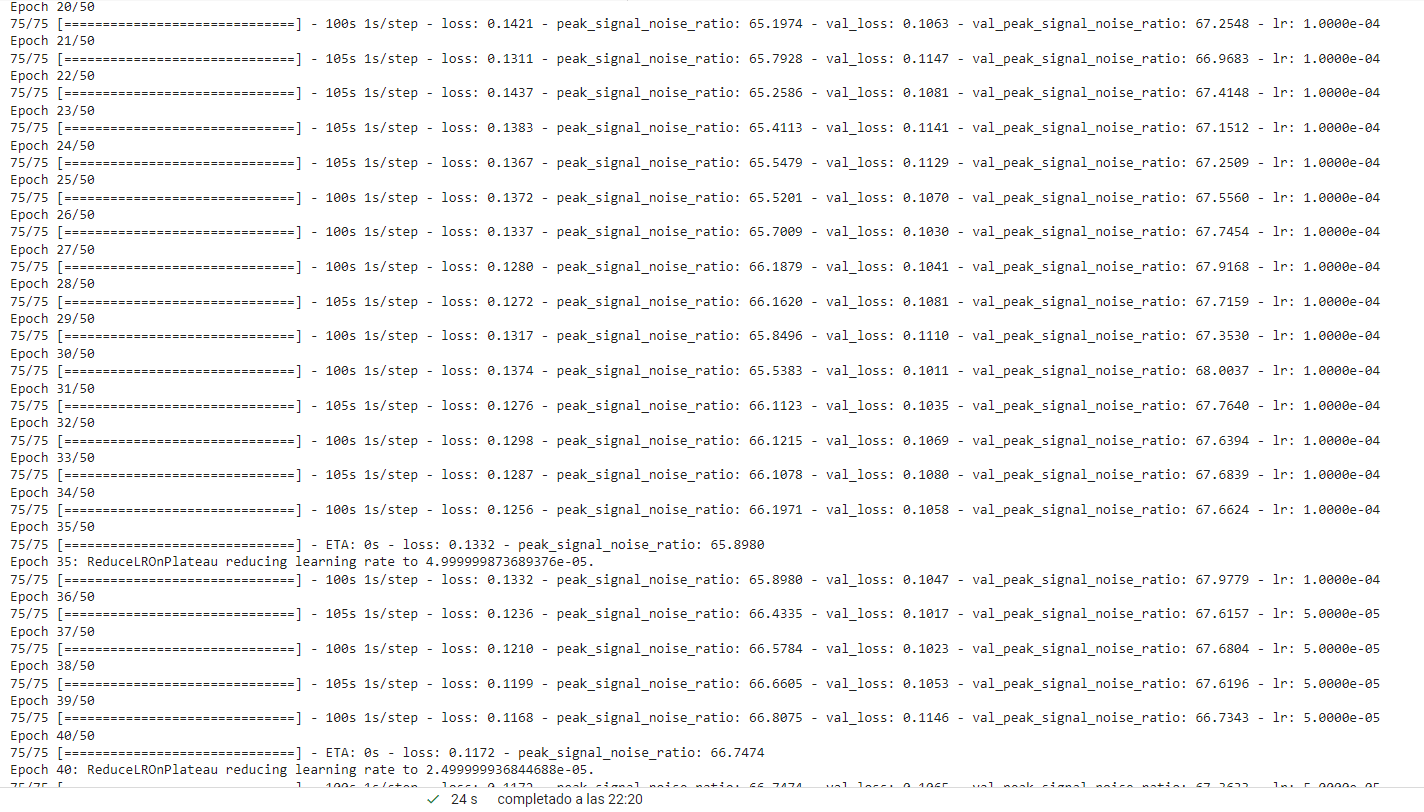 Epoch 20/50
75/75 [==============================] - 100s 1s/step - loss: 0.1421 - peak_signal_noise_ratio: 65.1974 - val_loss: 0.1063 - val_peak_signal_noise_ratio: 67.2548 - lr: 1.0000e-04
Epoch 21/50
75/75 [==============================] - 105s 1s/step - loss: 0.1311 - peak_signal_noise_ratio: 65.7928 - val_loss: 0.1147 - val_peak_signal_noise_ratio: 66.9683 - lr: 1.0000e-04
Epoch 22/50
75/75 [==============================] - 105s 1s/step - loss: 0.1437 - peak_signal_noise_ratio: 65.2586 - val_loss: 0.1081 - val_peak_signal_noise_ratio: 67.4148 - lr: 1.0000e-04
Epoch 23/50
75/75 [==============================] - 105s 1s/step - loss: 0.1383 - peak_signal_noise_ratio: 65.4113 - val_loss: 0.1141 - val_peak_signal_noise_ratio: 67.1512 - lr: 1.0000e-04
Epoch 24/50
75/75 [==============================] - 105s 1s/step - loss: 0.1367 - peak_signal_noise_ratio: 65.5479 - val_loss: 0.1129 - val_peak_signal_noise_ratio: 67.2509 - lr: 1.0000e-04
Epoch 25/50
75/75 [==============================] - 100s 1s/step - loss: 0.1372 - peak_signal_noise_ratio: 65.5201 - val_loss: 0.1070 - val_peak_signal_noise_ratio: 67.5560 - lr: 1.0000e-04
Epoch 26/50
75/75 [==============================] - 100s 1s/step - loss: 0.1337 - peak_signal_noise_ratio: 65.7009 - val_loss: 0.1030 - val_peak_signal_noise_ratio: 67.7454 - lr: 1.0000e-04
Epoch 27/50
75/75 [==============================] - 100s 1s/step - loss: 0.1280 - peak_signal_noise_ratio: 66.1879 - val_loss: 0.1041 - val_peak_signal_noise_ratio: 67.9168 - lr: 1.0000e-04
Epoch 28/50
75/75 [==============================] - 105s 1s/step - loss: 0.1272 - peak_signal_noise_ratio: 66.1620 - val_loss: 0.1081 - val_peak_signal_noise_ratio: 67.7159 - lr: 1.0000e-04
Epoch 29/50
75/75 [==============================] - 100s 1s/step - loss: 0.1317 - peak_signal_noise_ratio: 65.8496 - val_loss: 0.1110 - val_peak_signal_noise_ratio: 67.3530 - lr: 1.0000e-04
Epoch 30/50
75/75 [==============================] - 100s 1s/step - loss: 0.1374 - peak_signal_noise_ratio: 65.5383 - val_loss: 0.1011 - val_peak_signal_noise_ratio: 68.0037 - lr: 1.0000e-04
Epoch 31/50
75/75 [==============================] - 105s 1s/step - loss: 0.1276 - peak_signal_noise_ratio: 66.1123 - val_loss: 0.1035 - val_peak_signal_noise_ratio: 67.7640 - lr: 1.0000e-04
Epoch 32/50
75/75 [==============================] - 100s 1s/step - loss: 0.1298 - peak_signal_noise_ratio: 66.1215 - val_loss: 0.1069 - val_peak_signal_noise_ratio: 67.6394 - lr: 1.0000e-04
Epoch 33/50
75/75 [==============================] - 105s 1s/step - loss: 0.1287 - peak_signal_noise_ratio: 66.1078 - val_loss: 0.1080 - val_peak_signal_noise_ratio: 67.6839 - lr: 1.0000e-04
Epoch 34/50
75/75 [==============================] - 100s 1s/step - loss: 0.1256 - peak_signal_noise_ratio: 66.1971 - val_loss: 0.1058 - val_peak_signal_noise_ratio: 67.6624 - lr: 1.0000e-04
Epoch 35/50
75/75 [==============================] - ETA: 0s - loss: 0.1332 - peak_signal_noise_ratio: 65.8980
Epoch 35: ReduceLROnPlateau reducing learning rate to 4.999999873689376e-05.
75/75 [==============================] - 100s 1s/step - loss: 0.1332 - peak_signal_noise_ratio: 65.8980 - val_loss: 0.1047 - val_peak_signal_noise_ratio: 67.9779 - lr: 1.0000e-04
Epoch 36/50
75/75 [==============================] - 105s 1s/step - loss: 0.1236 - peak_signal_noise_ratio: 66.4335 - val_loss: 0.1017 - val_peak_signal_noise_ratio: 67.6157 - lr: 5.0000e-05
Epoch 37/50
75/75 [==============================] - 100s 1s/step - loss: 0.1210 - peak_signal_noise_ratio: 66.5784 - val_loss: 0.1023 - val_peak_signal_noise_ratio: 67.6804 - lr: 5.0000e-05
Epoch 38/50
75/75 [==============================] - 105s 1s/step - loss: 0.1199 - peak_signal_noise_ratio: 66.6605 - val_loss: 0.1053 - val_peak_signal_noise_ratio: 67.6196 - lr: 5.0000e-05
Epoch 39/50
75/75 [==============================] - 100s 1s/step - loss: 0.1168 - peak_signal_noise_ratio: 66.8075 - val_loss: 0.1146 - val_peak_signal_noise_ratio: 66.7343 - lr: 5.0000e-05
Epoch 40/50
75/75 [==============================] - ETA: 0s - loss: 0.1172 - peak_signal_noise_ratio: 66.7474
Epoch 40: ReduceLROnPlateau reducing learning rate to 2.499999936844688e-05.
24 s completado a las 22:20